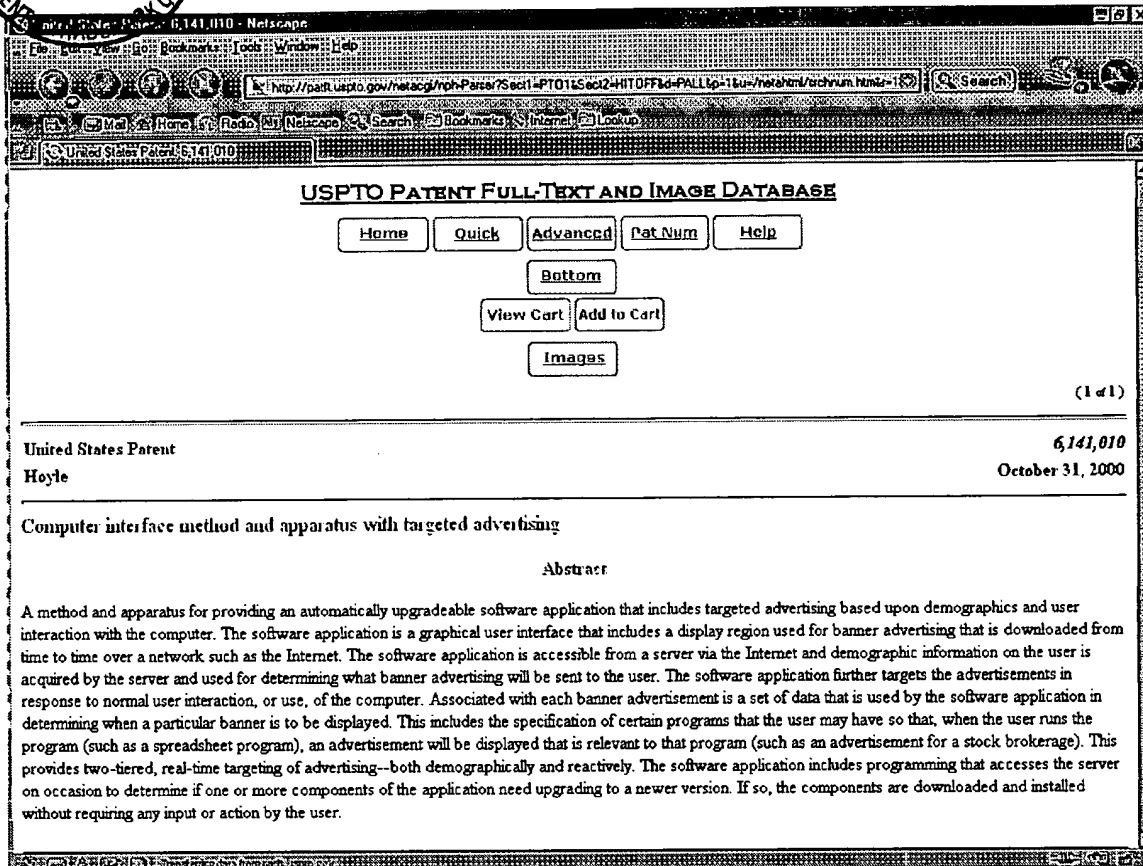 United States Patent: 6,141,010 - Netscape
File Edit View Go Bookmarks Tools Window Help
http://patft.uspto.gov/netacgi/nph-Parser?Sect1=PTO1&Sect2=HITOFF&d=PALL&p=1&u=/netahtml/srchnum.htm&r=1 Search
Mail Home Radio Netscape Search Bookmarks Internet Lookup
United States Patent: 6,141,010
USPTO PATENT FULL-TEXT AND IMAGE DATABASE
Home Quick Advanced Pat Num Help
Bottom
View Cart Add to Cart
Images
(1 of 1)
United States Patent 6,141,010
Hoyle October 31, 2000
Computer interface method and apparatus with targeted advertising
Abstract
A method and apparatus for providing an automatically upgradeable software application that includes targeted advertising based upon demographics and user
interaction with the computer. The software application is a graphical user interface that includes a display region used for banner advertising that is downloaded from
time to time over a network such as the Internet. The software application is accessible from a server via the Internet and demographic information on the user is
acquired by the server and used for determining what banner advertising will be sent to the user. The software application further targets the advertisements in
response to normal user interaction, or use, of the computer. Associated with each banner advertisement is a set of data that is used by the software application in
determining when a particular banner is to be displayed. This includes the specification of certain programs that the user may have so that, when the user runs the
program (such as a spreadsheet program), an advertisement will be displayed that is relevant to that program (such as an advertisement for a stock brokerage). This
provides two-tiered, real-time targeting of advertising--both demographically and reactively. The software application includes programming that accesses the server
on occasion to determine if one or more components of the application need upgrading to a newer version. If so, the components are downloaded and installed
without requiring any input or action by the user.